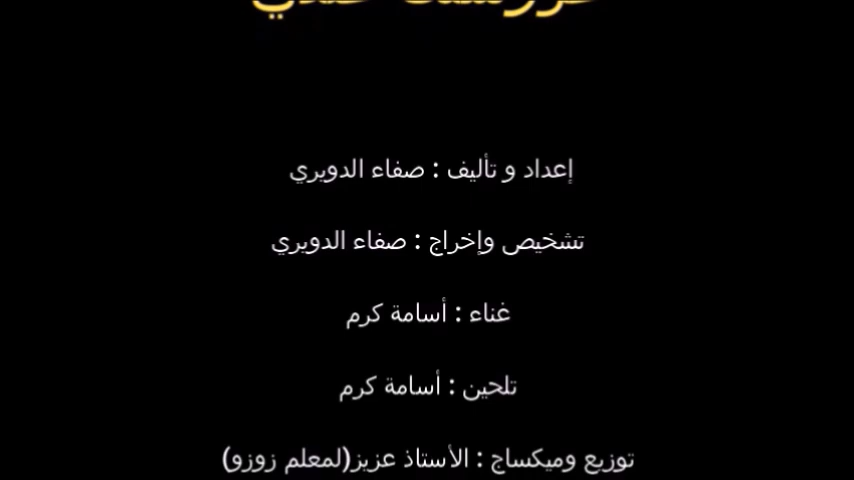 إعداد و تأليف : صفاء الدويري
تشخيص وإخراج : صفاء الدويري
غناء : أسامة كرم
تلحين : أسامة كرم
توزيع وميكساج : الأستاذ عزيز(لمعلم زوزو)